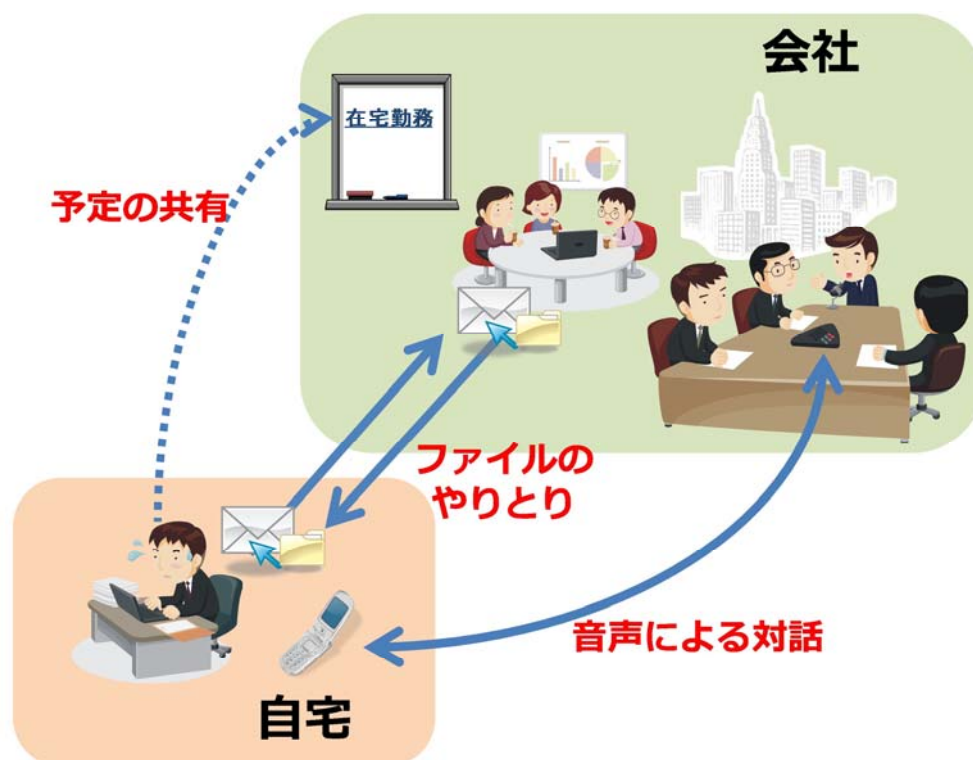 会社
在宅勤務
予定の共有
ファイルの
やりとり
音声による対話
自宅